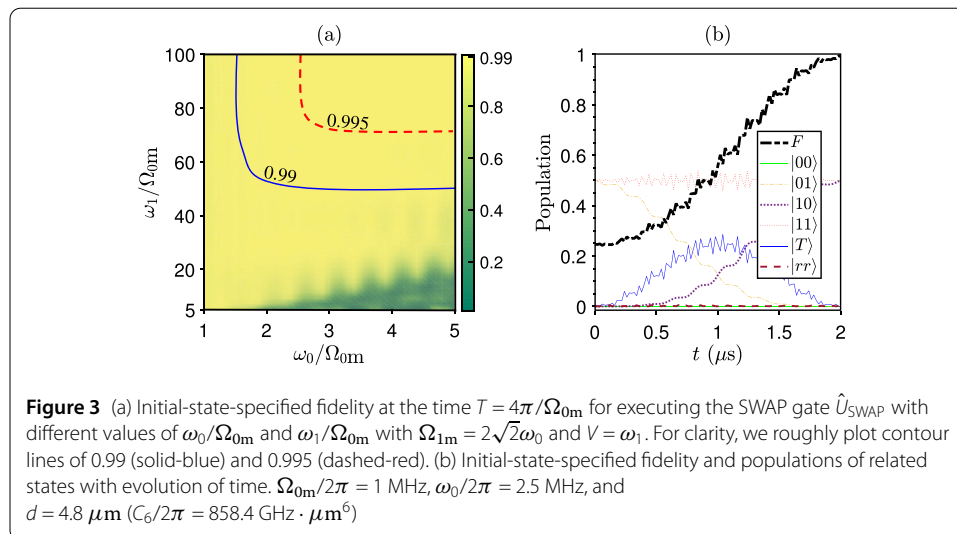 (a)
(b)
100
80
60
40
20
5
ω₁/Ω₀ₘ
0.995
0.99
1 2 3 4 5
ω₀/Ω₀ₘ
0.99
0.8
0.6
0.4
0.2
1
0.8
0.6
0.4
0.2
0
Population
F
|00⟩
|01⟩
|10⟩
|11⟩
|T⟩
|rr⟩
0 0.5 1 1.5 2
t (μs)
Figure 3 (a) Initial-state-specified fidelity at the time T = 4π/Ω₀ₘ for executing the SWAP gate Û_SWAP with
different values of ω₀/Ω₀ₘ and ω₁/Ω₀ₘ with Ω₁ₘ = 2√2ω₀ and V = ω₁. For clarity, we roughly plot contour
lines of 0.99 (solid-blue) and 0.995 (dashed-red). (b) Initial-state-specified fidelity and populations of related
states with evolution of time. Ω₀ₘ/2π = 1 MHz, ω₀/2π = 2.5 MHz, and
d = 4.8 μm (C₆/2π = 858.4 GHz · μm⁶)